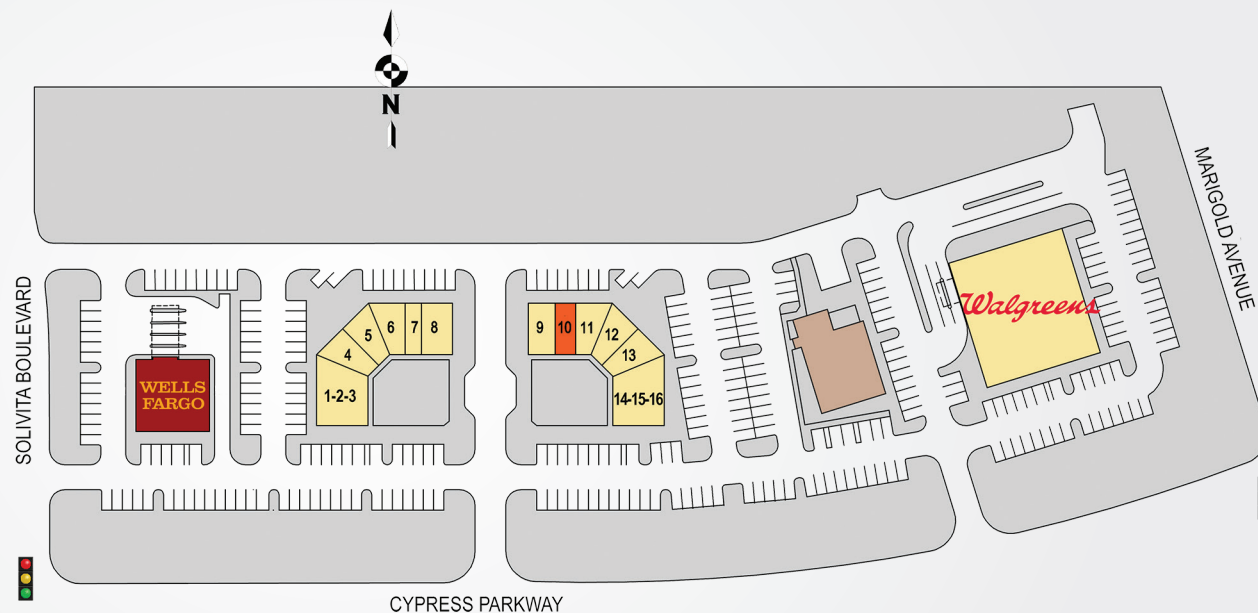 N
MARIGOLD AVENUE
SOLIVITA BOULEVARD
WELLS
FARGO
1-2-3
4
5
6
7
8
9
10
11
12
13
14-15-16
Walgreens
CYPRESS PARKWAY